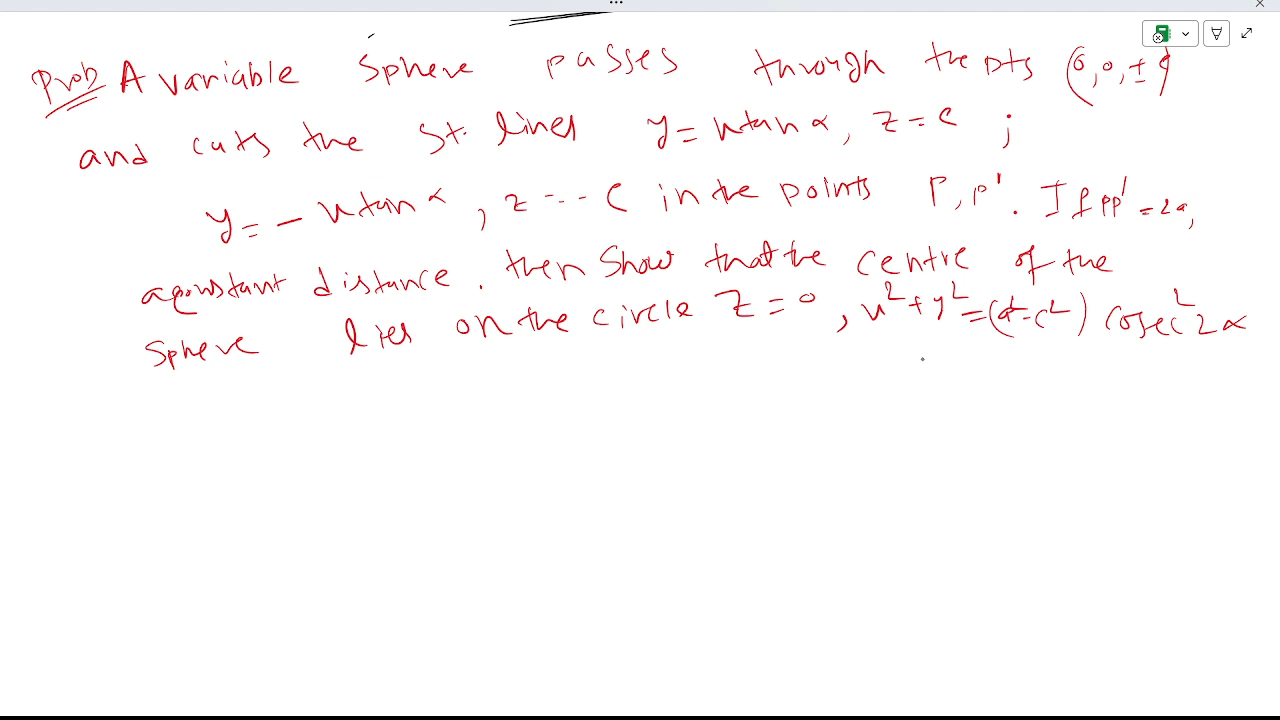 Prob A variable sphere passes through the pts (0,0,±c)
and cuts the st. lines y = x tan α, z = c ;
y = - x tan α, z = - c in the points P, P'. If PP' = 2a,
a constant distance. then show that the centre of the
sphere lies on the circle z = 0, x² + y² = (a² - c²) cosec² 2α